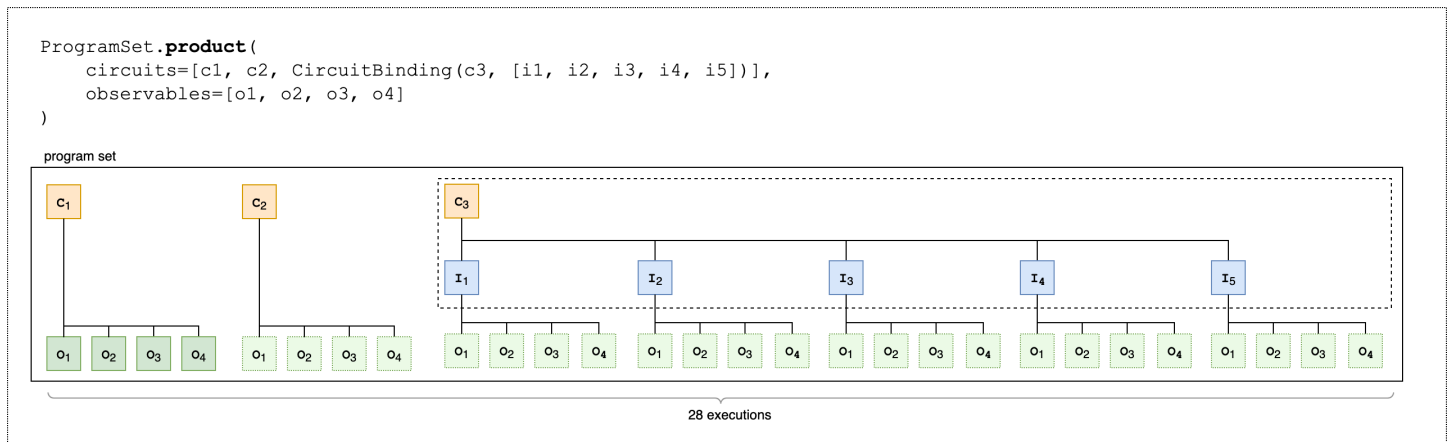 ProgramSet.product(
    circuits=[c1, c2, CircuitBinding(c3, [i1, i2, i3, i4, i5])],
    observables=[o1, o2, o3, o4]
)
program set
C₁ C₂ C₃
I₁ I₂ I₃ I₄ I₅
O₁ O₂ O₃ O₄ O₁ O₂ O₃ O₄ O₁ O₂ O₃ O₄ O₁ O₂ O₃ O₄ O₁ O₂ O₃ O₄ O₁ O₂ O₃ O₄ O₁ O₂ O₃ O₄
28 executions